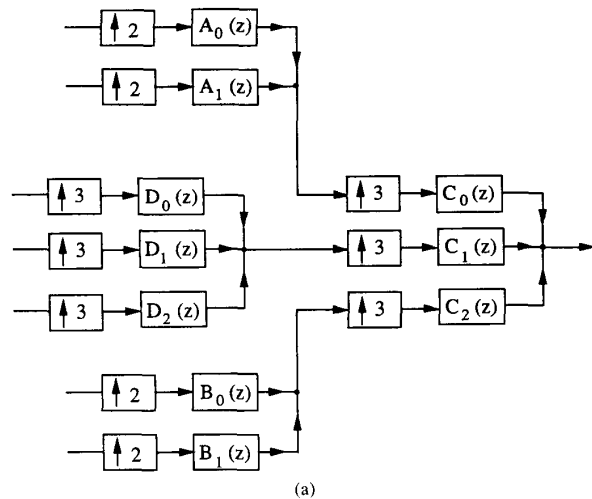 ↑ 2 A₀(z)
↑ 2 A₁(z)
↑ 3 D₀(z) ↑ 3 C₀(z)
↑ 3 D₁(z) ↑ 3 C₁(z)
↑ 3 D₂(z) ↑ 3 C₂(z)
↑ 2 B₀(z)
↑ 2 B₁(z)
(a)